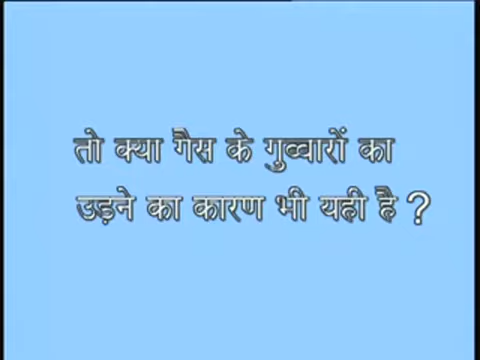 तो क्या गैस के गुव्वारों का
उड़ने का कारण भी यही है ?